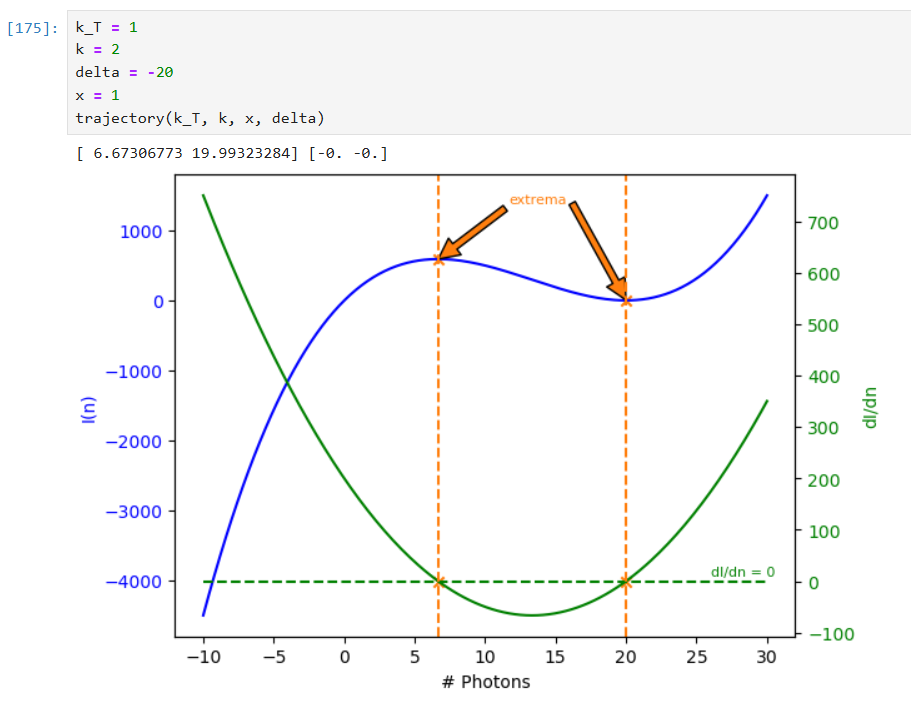 [175]: k_T = 1
k = 2
delta = -20
x = 1
trajectory(k_T, k, x, delta)
[ 6.67306773 19.99323284] [-0. -0.]
extrema
1000
0
−1000
−2000
−3000
−4000
I(n)
700
600
500
400
300
200
100
0
−100
dI/dn
dI/dn = 0
−10 −5 0 5 10 15 20 25 30
# Photons